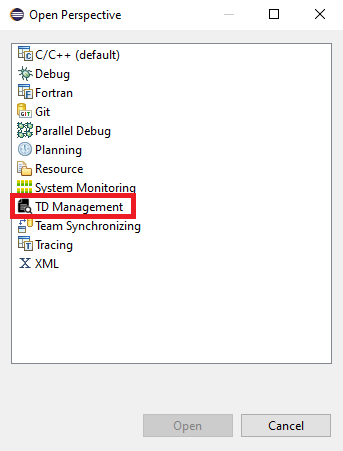 Open Perspective
C/C++ (default)
Debug
Fortran
Git
Parallel Debug
Planning
Resource
System Monitoring
TD Management
Team Synchronizing
Tracing
XML
Open
Cancel